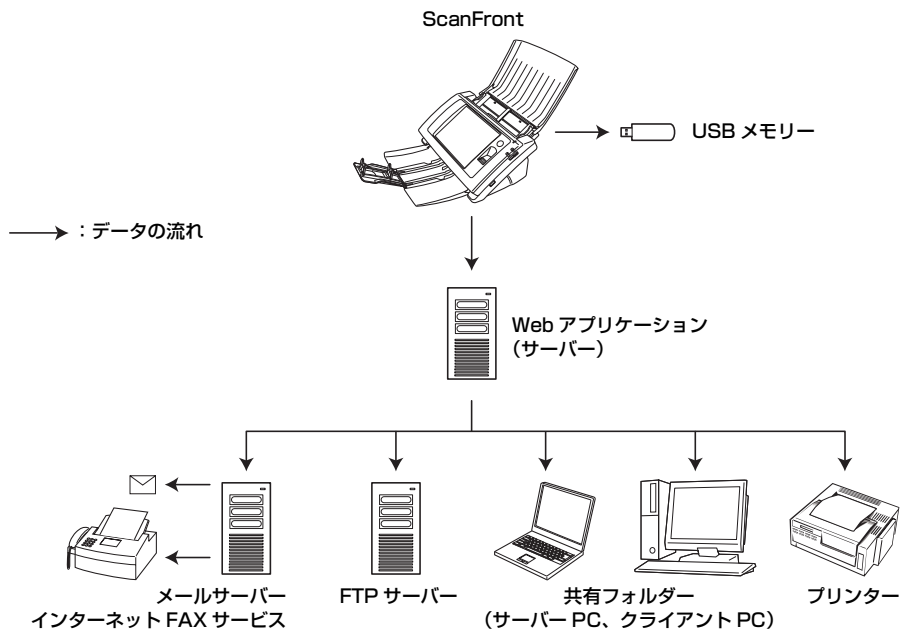 ScanFront
USB メモリー
：データの流れ
Web アプリケーション
（サーバー）
メールサーバー
インターネット FAX サービス
FTP サーバー
共有フォルダー
（サーバー PC、クライアント PC）
プリンター